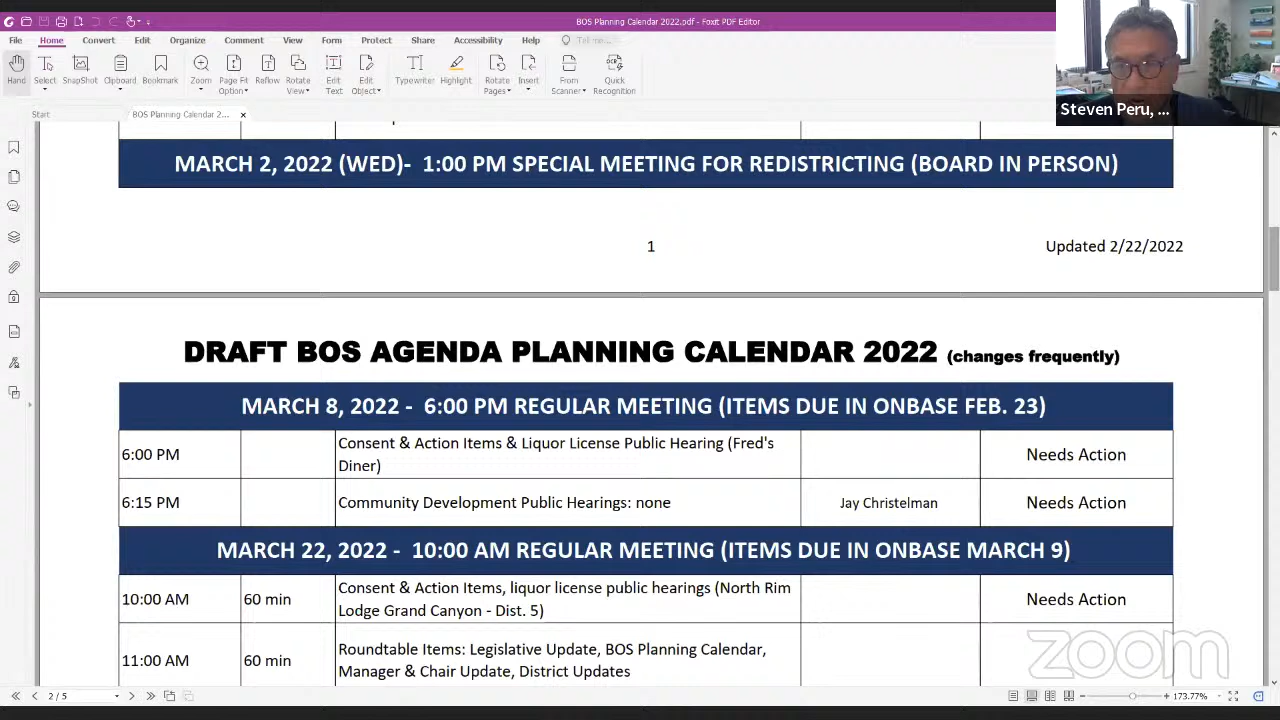 BOS Planning Calendar 2022.pdf - Foxit PDF Editor
File Home Convert Edit Organize Comment View Form Protect Share Accessibility Help Tell me...
Hand Select SnapShot Clipboard Bookmark Zoom Page Fit Option Reflow Rotate View Edit Text Edit Object Typewriter Highlight Rotate Pages Insert From Scanner Quick Recognition
Steven Peru, ...
Start BOS Planning Calendar 2... x
MARCH 2, 2022 (WED)- 1:00 PM SPECIAL MEETING FOR REDISTRICTING (BOARD IN PERSON)
1 Updated 2/22/2022
DRAFT BOS AGENDA PLANNING CALENDAR 2022 (changes frequently)
MARCH 8, 2022 - 6:00 PM REGULAR MEETING (ITEMS DUE IN ONBASE FEB. 23)
6:00 PM Consent & Action Items & Liquor License Public Hearing (Fred's
Diner) Needs Action
6:15 PM Community Development Public Hearings: none Jay Christelman Needs Action
MARCH 22, 2022 - 10:00 AM REGULAR MEETING (ITEMS DUE IN ONBASE MARCH 9)
10:00 AM 60 min Consent & Action Items, liquor license public hearings (North Rim
Lodge Grand Canyon - Dist. 5) Needs Action
11:00 AM 60 min Roundtable Items: Legislative Update, BOS Planning Calendar,
Manager & Chair Update, District Updates
zoom
2 / 5 173.77%